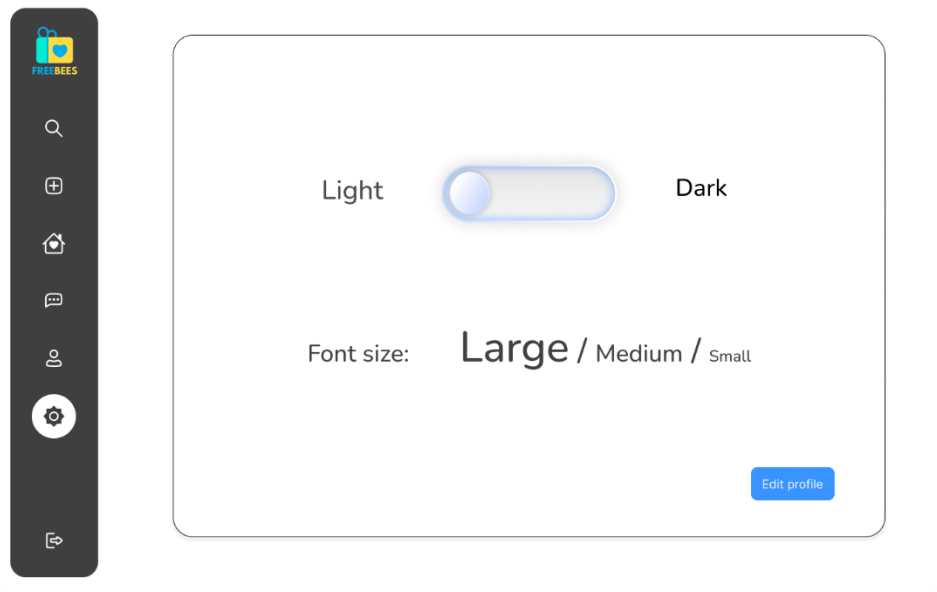 FREEBEES
Light
Dark
Font size: Large / Medium / Small
Edit profile